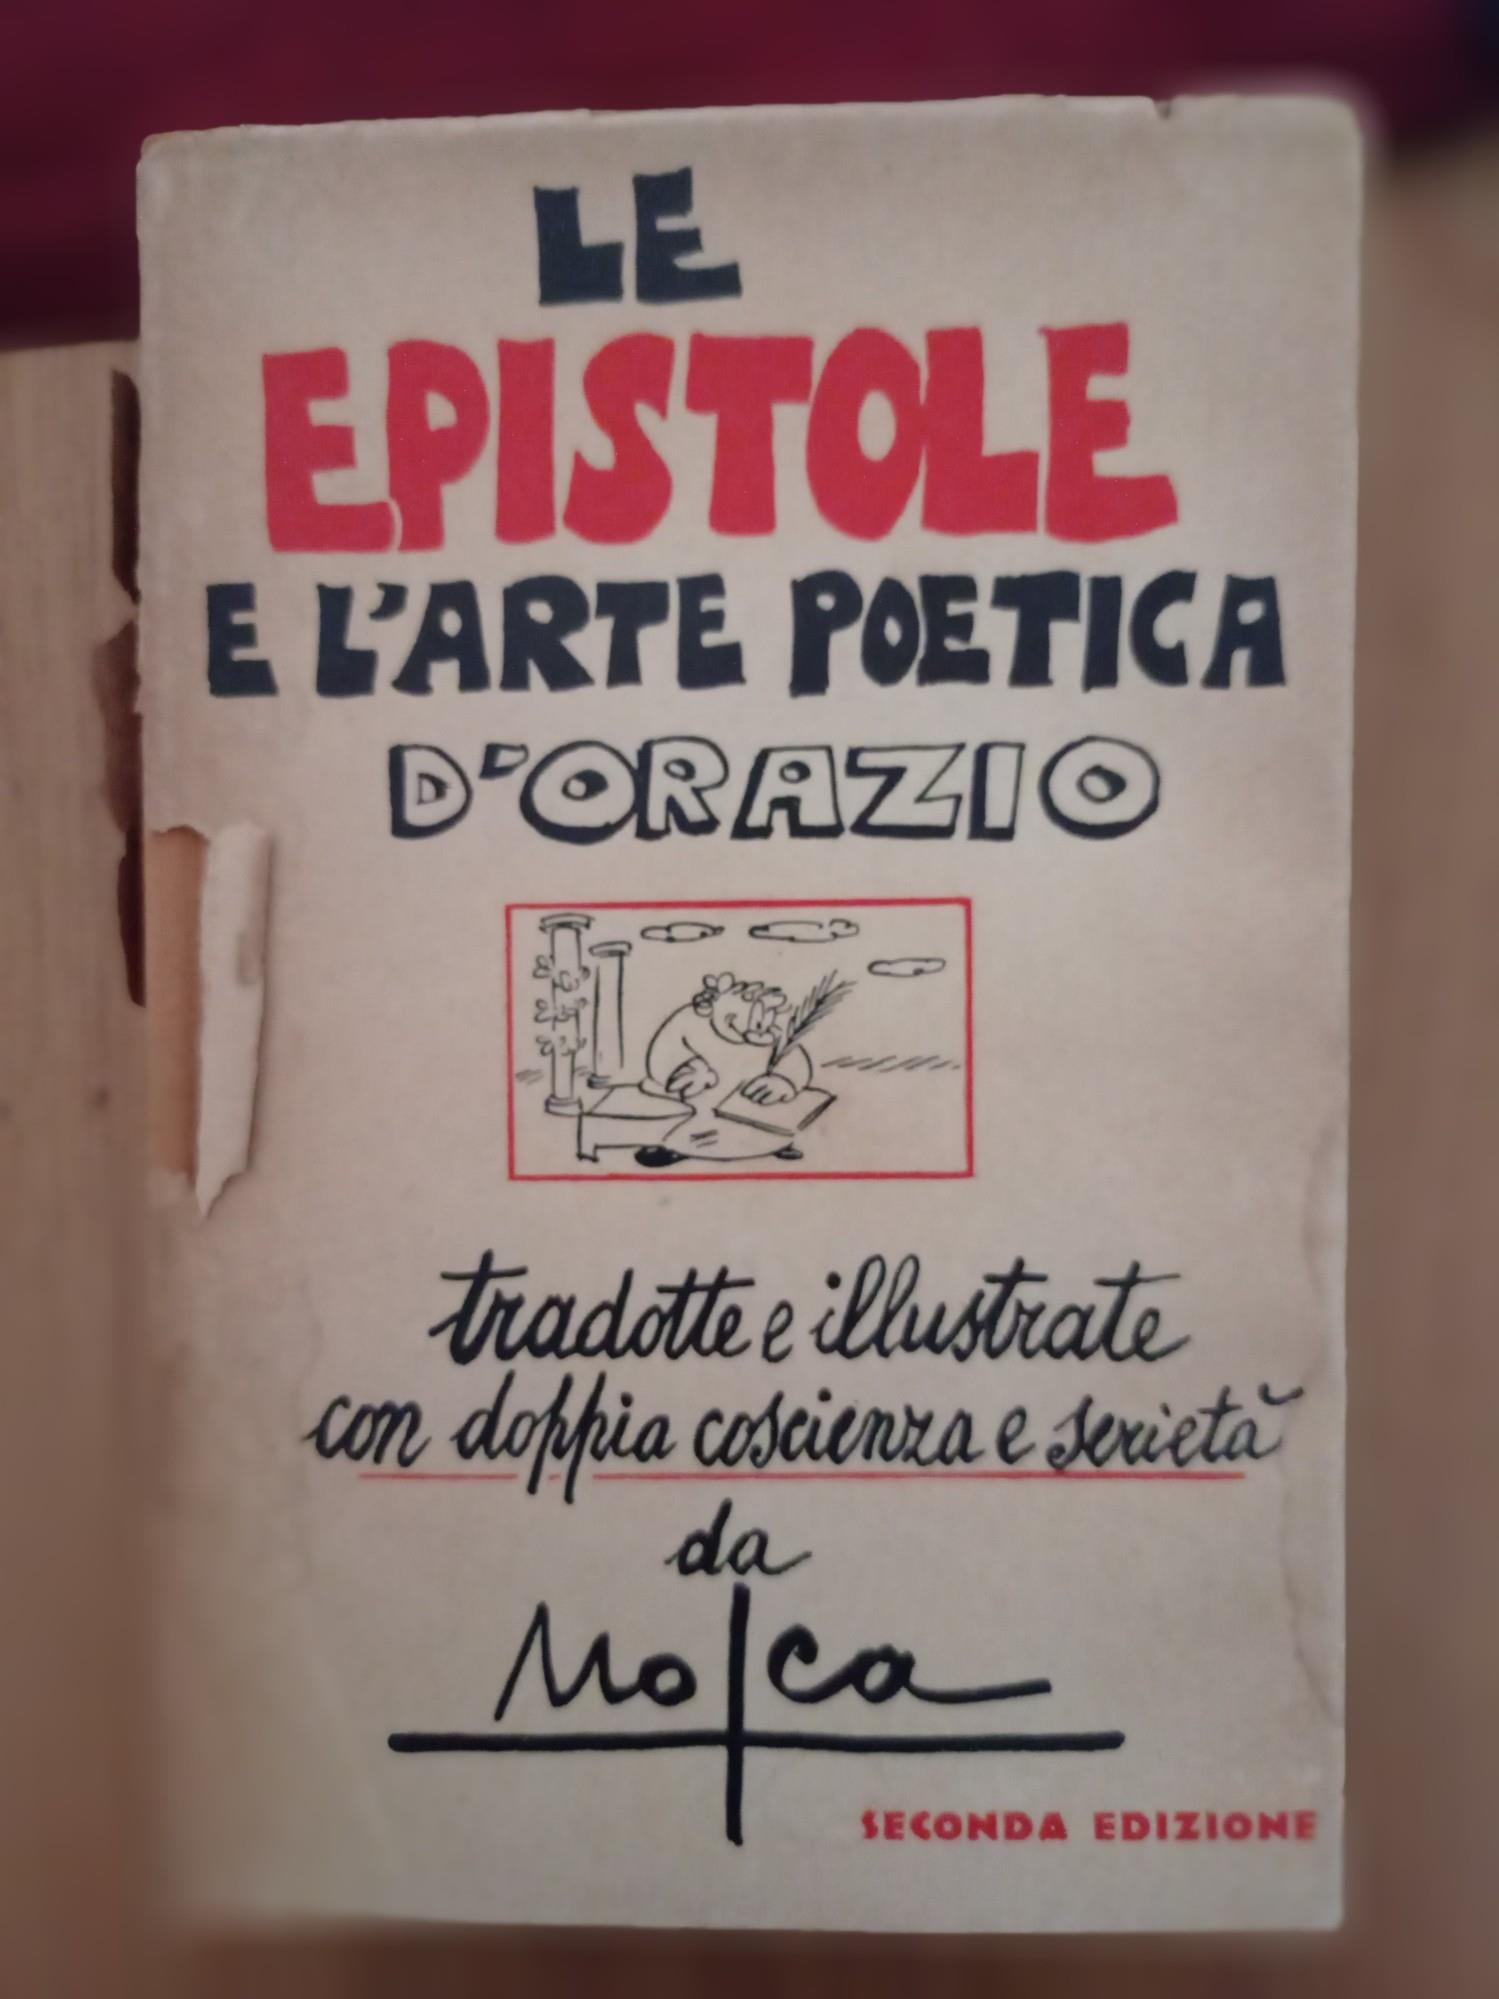 LE
EPISTOLE
E L'ARTE POETICA
D'ORAZIO
tradotte e illustrate
con doppia coscienza e serietà
da
Mosca
SECONDA EDIZIONE